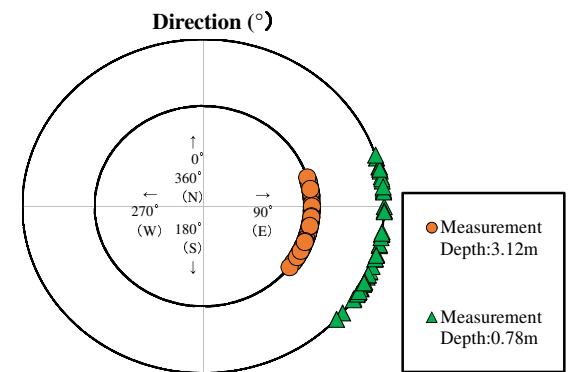 Direction (°)
↑
0°
360°
(N)
← →
270° 90°
(W) (E)
180°
(S)
↓
Measurement
Depth:3.12m
Measurement
Depth:0.78m